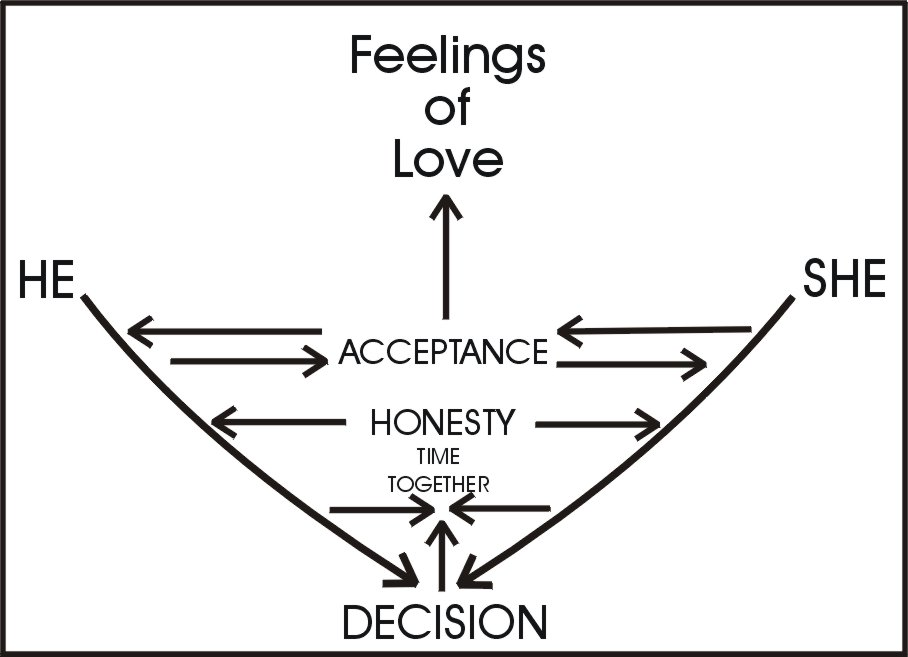 Feelings
of
Love
HE
SHE
ACCEPTANCE
HONESTY
TIME
TOGETHER
DECISION